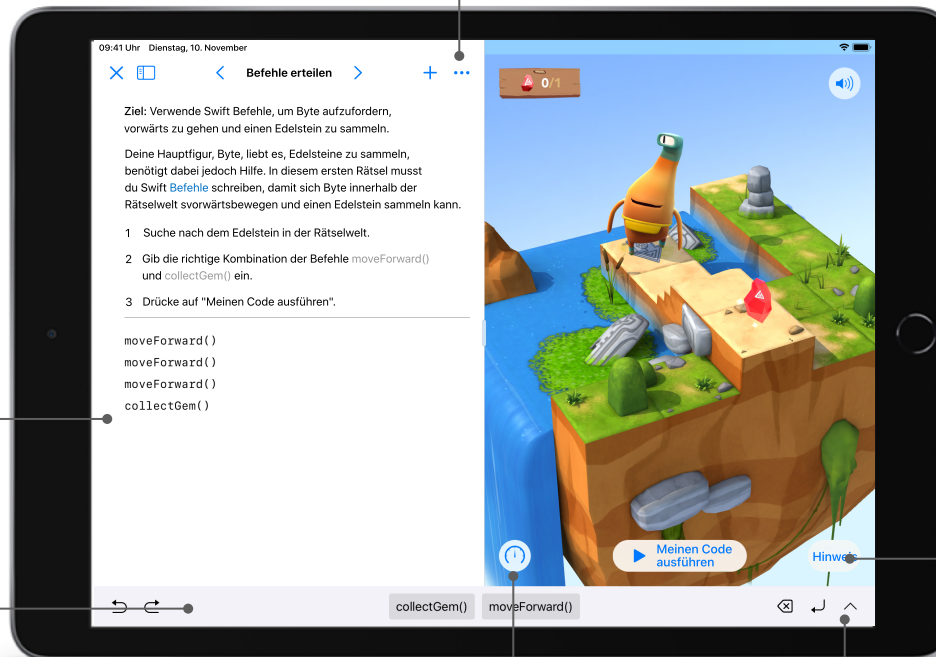 09:41 Uhr Dienstag, 10. November
Befehle erteilen
0/1
Ziel: Verwende Swift Befehle, um Byte aufzufordern,
vorwärts zu gehen und einen Edelstein zu sammeln.
Deine Hauptfigur, Byte, liebt es, Edelsteine zu sammeln,
benötigt dabei jedoch Hilfe. In diesem ersten Rätsel musst
du Swift Befehle schreiben, damit sich Byte innerhalb der
Rätselwelt svorwärtsbewegen und einen Edelstein sammeln kann.
1 Suche nach dem Edelstein in der Rätselwelt.
2 Gib die richtige Kombination der Befehle moveForward()
und collectGem() ein.
3 Drücke auf "Meinen Code ausführen".
moveForward()
moveForward()
moveForward()
collectGem()
Meinen Code
ausführen
Hinweis
collectGem() moveForward()